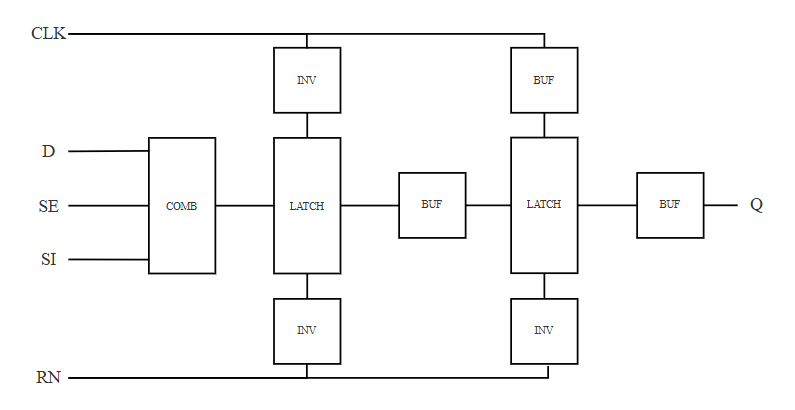 CLK
INV
BUF
D
SE
COMB
LATCH
BUF
LATCH
BUF
Q
SI
INV
INV
RN